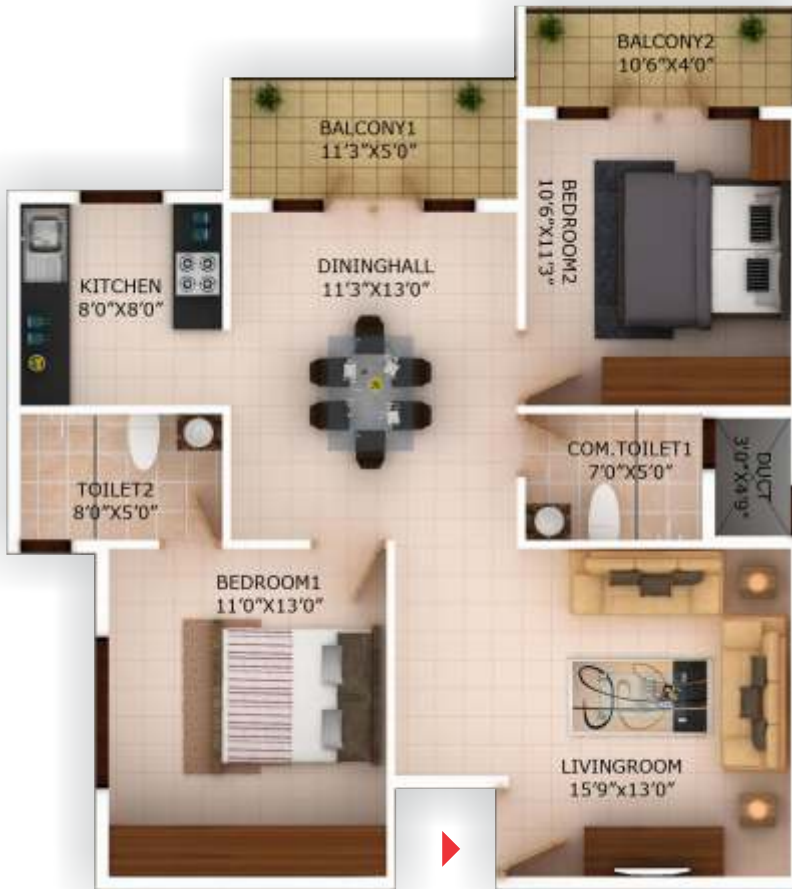 BALCONY2
10'6"X4'0"
BALCONY1
11'3"X5'0"
BEDROOM2
10'6"X11'3"
KITCHEN
8'0"X8'0"
DININGHALL
11'3"X13'0"
COM.TOILET1
7'0"X5'0"
DUCT
3'0"X4'9"
TOILET2
8'0"X5'0"
BEDROOM1
11'0"X13'0"
LIVINGROOM
15'9"x13'0"